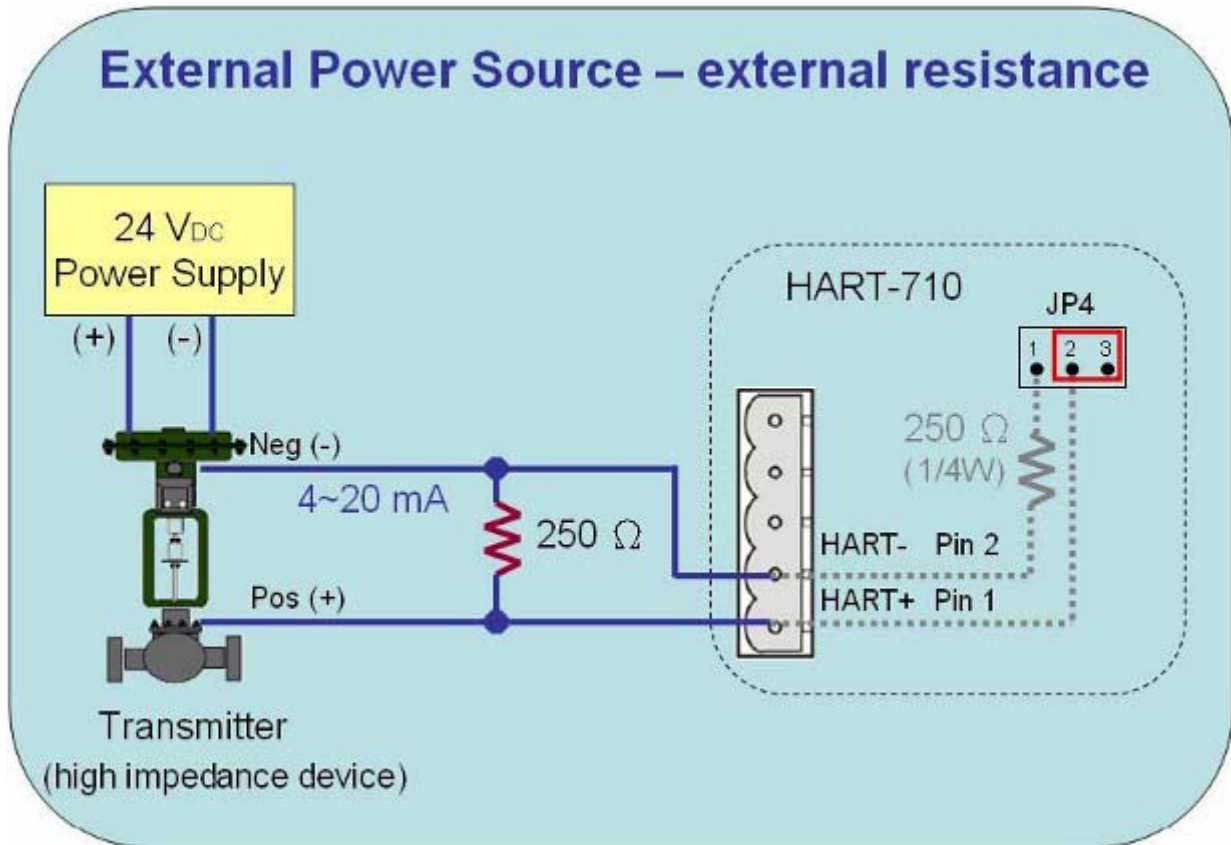 External Power Source – external resistance
24 VDC
Power Supply
(+) (-)
HART-710
JP4
1 2 3
Neg (-)
4~20 mA
250 Ω
250 Ω
(1/4W)
HART- Pin 2
Pos (+)
HART+ Pin 1
Transmitter
(high impedance device)